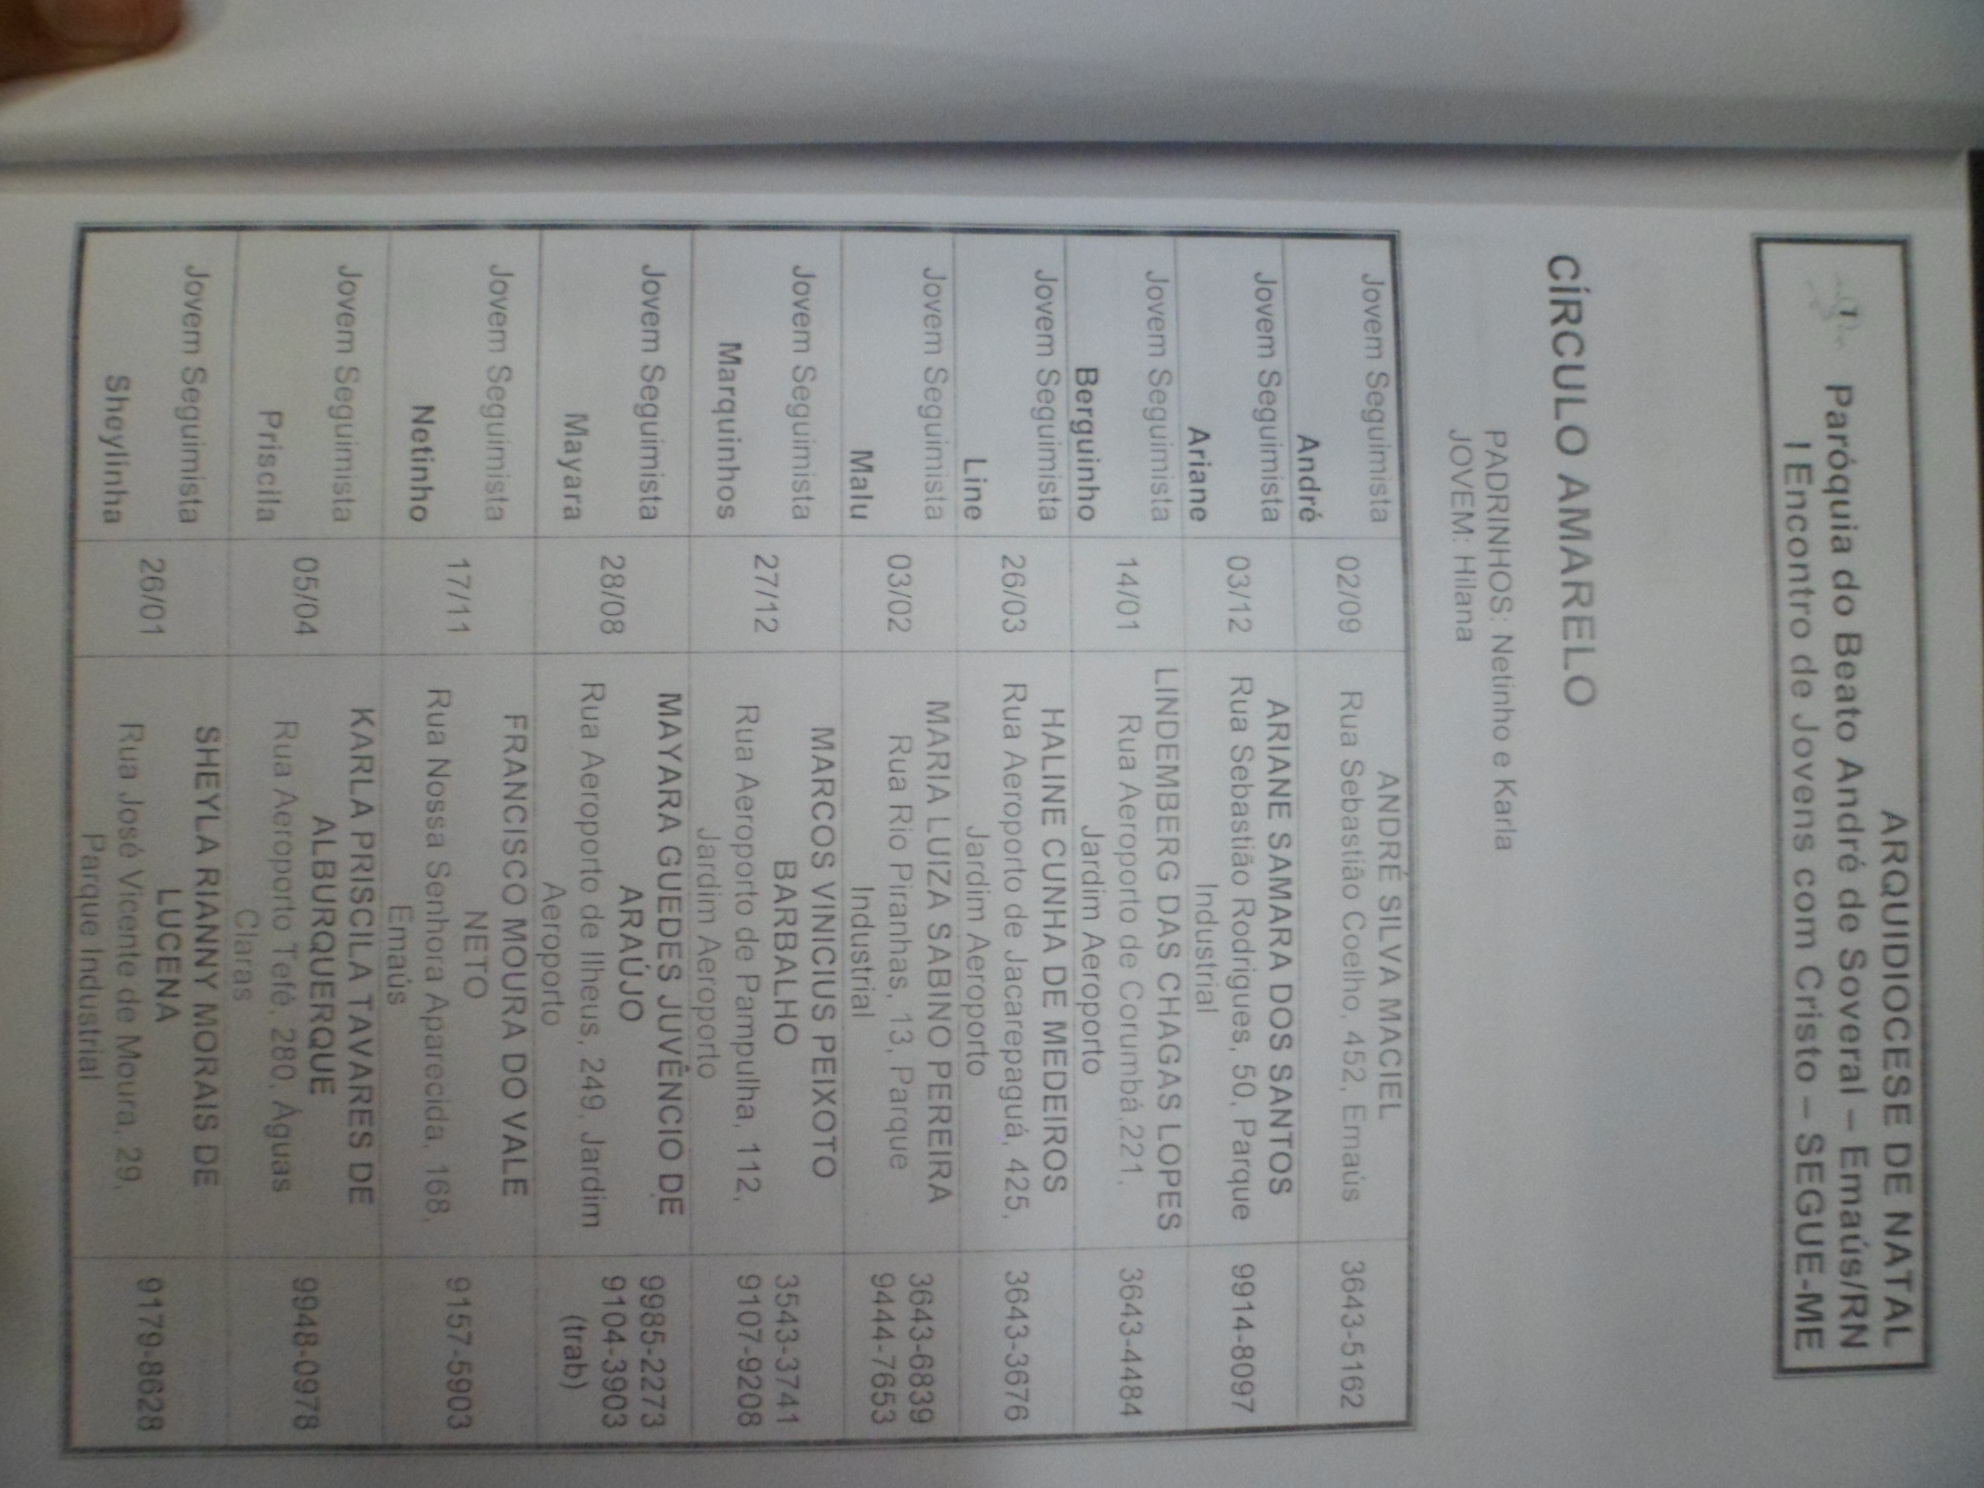 ARQUIDIOCESE DE NATAL
Paróquia do Beato André de Soveral – Emaús/RN
I Encontro de Jovens com Cristo – SEGUE-ME
CÍRCULO AMARELO
PADRINHOS: Netinho e Karla
JOVEM: Hilana
Jovem Seguimista
André
02/09
ANDRÉ SILVA MACIEL
Rua Sebastião Coelho, 452, Emaús
3643-5162
Jovem Seguimista
Ariane
03/12
ARIANE SAMARA DOS SANTOS
Rua Sebastião Rodrigues, 50, Parque
Industrial
9914-8097
Jovem Seguimista
Berguinho
14/01
LINDEMBERG DAS CHAGAS LOPES
Rua Aeroporto de Corumbá,221,
Jardim Aeroporto
3643-4484
Jovem Seguimista
Line
26/03
HALINE CUNHA DE MEDEIROS
Rua Aeroporto de Jacarepaguá, 425,
Jardim Aeroporto
3643-3676
Jovem Seguimista
Malu
03/02
MARIA LUIZA SABINO PEREIRA
Rua Rio Piranhas, 13, Parque
Industrial
3643-6839
9444-7653
Jovem Seguimista
Marquinhos
27/12
MARCOS VINICIUS PEIXOTO
BARBALHO
Rua Aeroporto de Pampulha, 112,
Jardim Aeroporto
3543-3741
9107-9208
Jovem Seguimista
Mayara
28/08
MAYARA GUEDES JUVÊNCIO DE
ARAÚJO
Rua Aeroporto de Ilheus, 249, Jardim
Aeroporto
9985-2273
9104-3903
(trab)
Jovem Seguimista
Netinho
17/11
FRANCISCO MOURA DO VALE
NETO
Rua Nossa Senhora Aparecida, 168,
Emaús
9157-5903
Jovem Seguimista
Priscila
05/04
KARLA PRISCILA TAVARES DE
ALBURQUERQUE
Rua Aeroporto Tefé, 280, Águas
Claras
9948-0978
Jovem Seguimista
Sheylinha
26/01
SHEYLA RIANNY MORAIS DE
LUCENA
Rua José Vicente de Moura, 29,
Parque Industrial
9179-8628